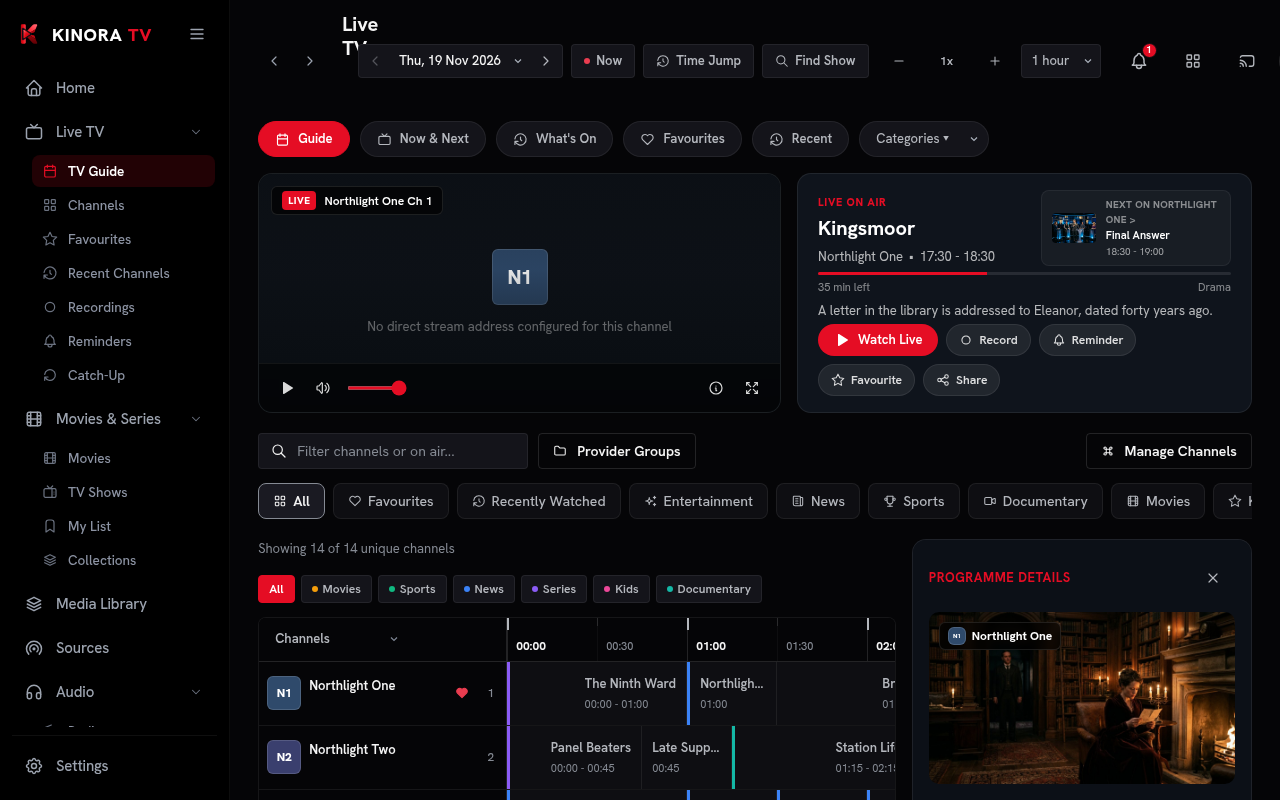 KINORA TV
Home
Live TV
TV Guide
Channels
Favourites
Recent Channels
Recordings
Reminders
Catch-Up
Movies & Series
Movies
TV Shows
My List
Collections
Media Library
Sources
Audio
Settings
Live
TV
Thu, 19 Nov 2026
Now
Time Jump
Find Show
1x
1 hour
1
Guide
Now & Next
What's On
Favourites
Recent
Categories
LIVE
Northlight One Ch 1
N1
No direct stream address configured for this channel
LIVE ON AIR
Kingsmoor
Northlight One • 17:30 - 18:30
NEXT ON NORTHLIGHT
ONE >
Final Answer
18:30 - 19:00
35 min left
Drama
A letter in the library is addressed to Eleanor, dated forty years ago.
Watch Live
Record
Reminder
Favourite
Share
Filter channels or on air...
Provider Groups
Manage Channels
All
Favourites
Recently Watched
Entertainment
News
Sports
Documentary
Movies
Showing 14 of 14 unique channels
All
Movies
Sports
News
Series
Kids
Documentary
Channels
00:00
00:30
01:00
01:30
02:0
N1
Northlight One
1
The Ninth Ward
00:00 - 01:00
Northligh...
01:00
Br
01
N2
Northlight Two
2
Panel Beaters
00:00 - 00:45
Late Supp...
00:45
Station Life
01:15 - 02:15
PROGRAMME DETAILS
N1
Northlight One